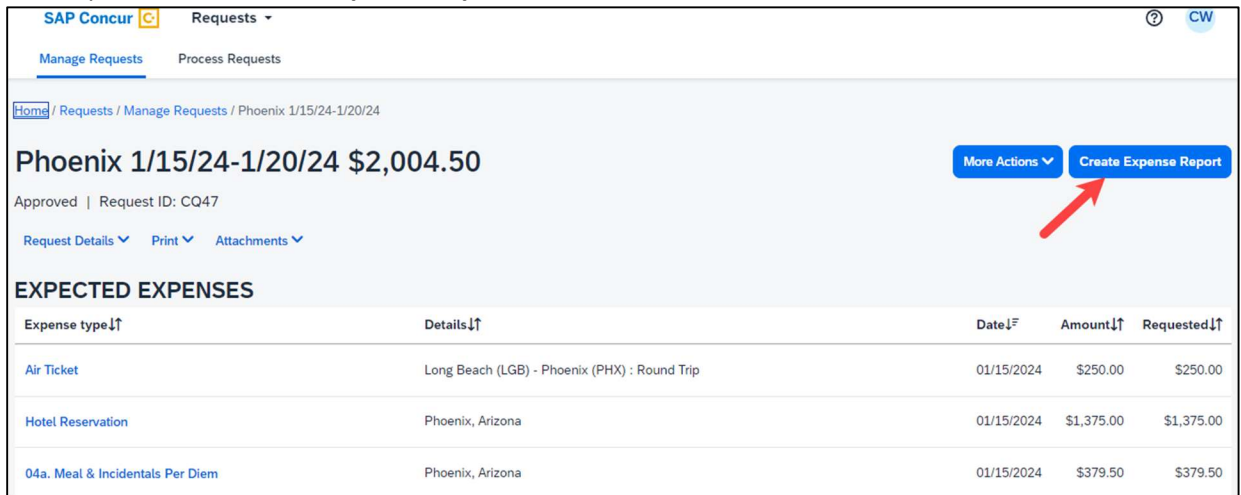 SAP Concur C Requests
CW
Manage Requests Process Requests
Home / Requests / Manage Requests / Phoenix 1/15/24-1/20/24
Phoenix 1/15/24-1/20/24 $2,004.50
More Actions Create Expense Report
Approved | Request ID: CQ47
Request Details Print Attachments
EXPECTED EXPENSES
Expense type Details Date Amount Requested
Air Ticket Long Beach (LGB) - Phoenix (PHX) : Round Trip 01/15/2024 $250.00 $250.00
Hotel Reservation Phoenix, Arizona 01/15/2024 $1,375.00 $1,375.00
04a. Meal & Incidentals Per Diem Phoenix, Arizona 01/15/2024 $379.50 $379.50